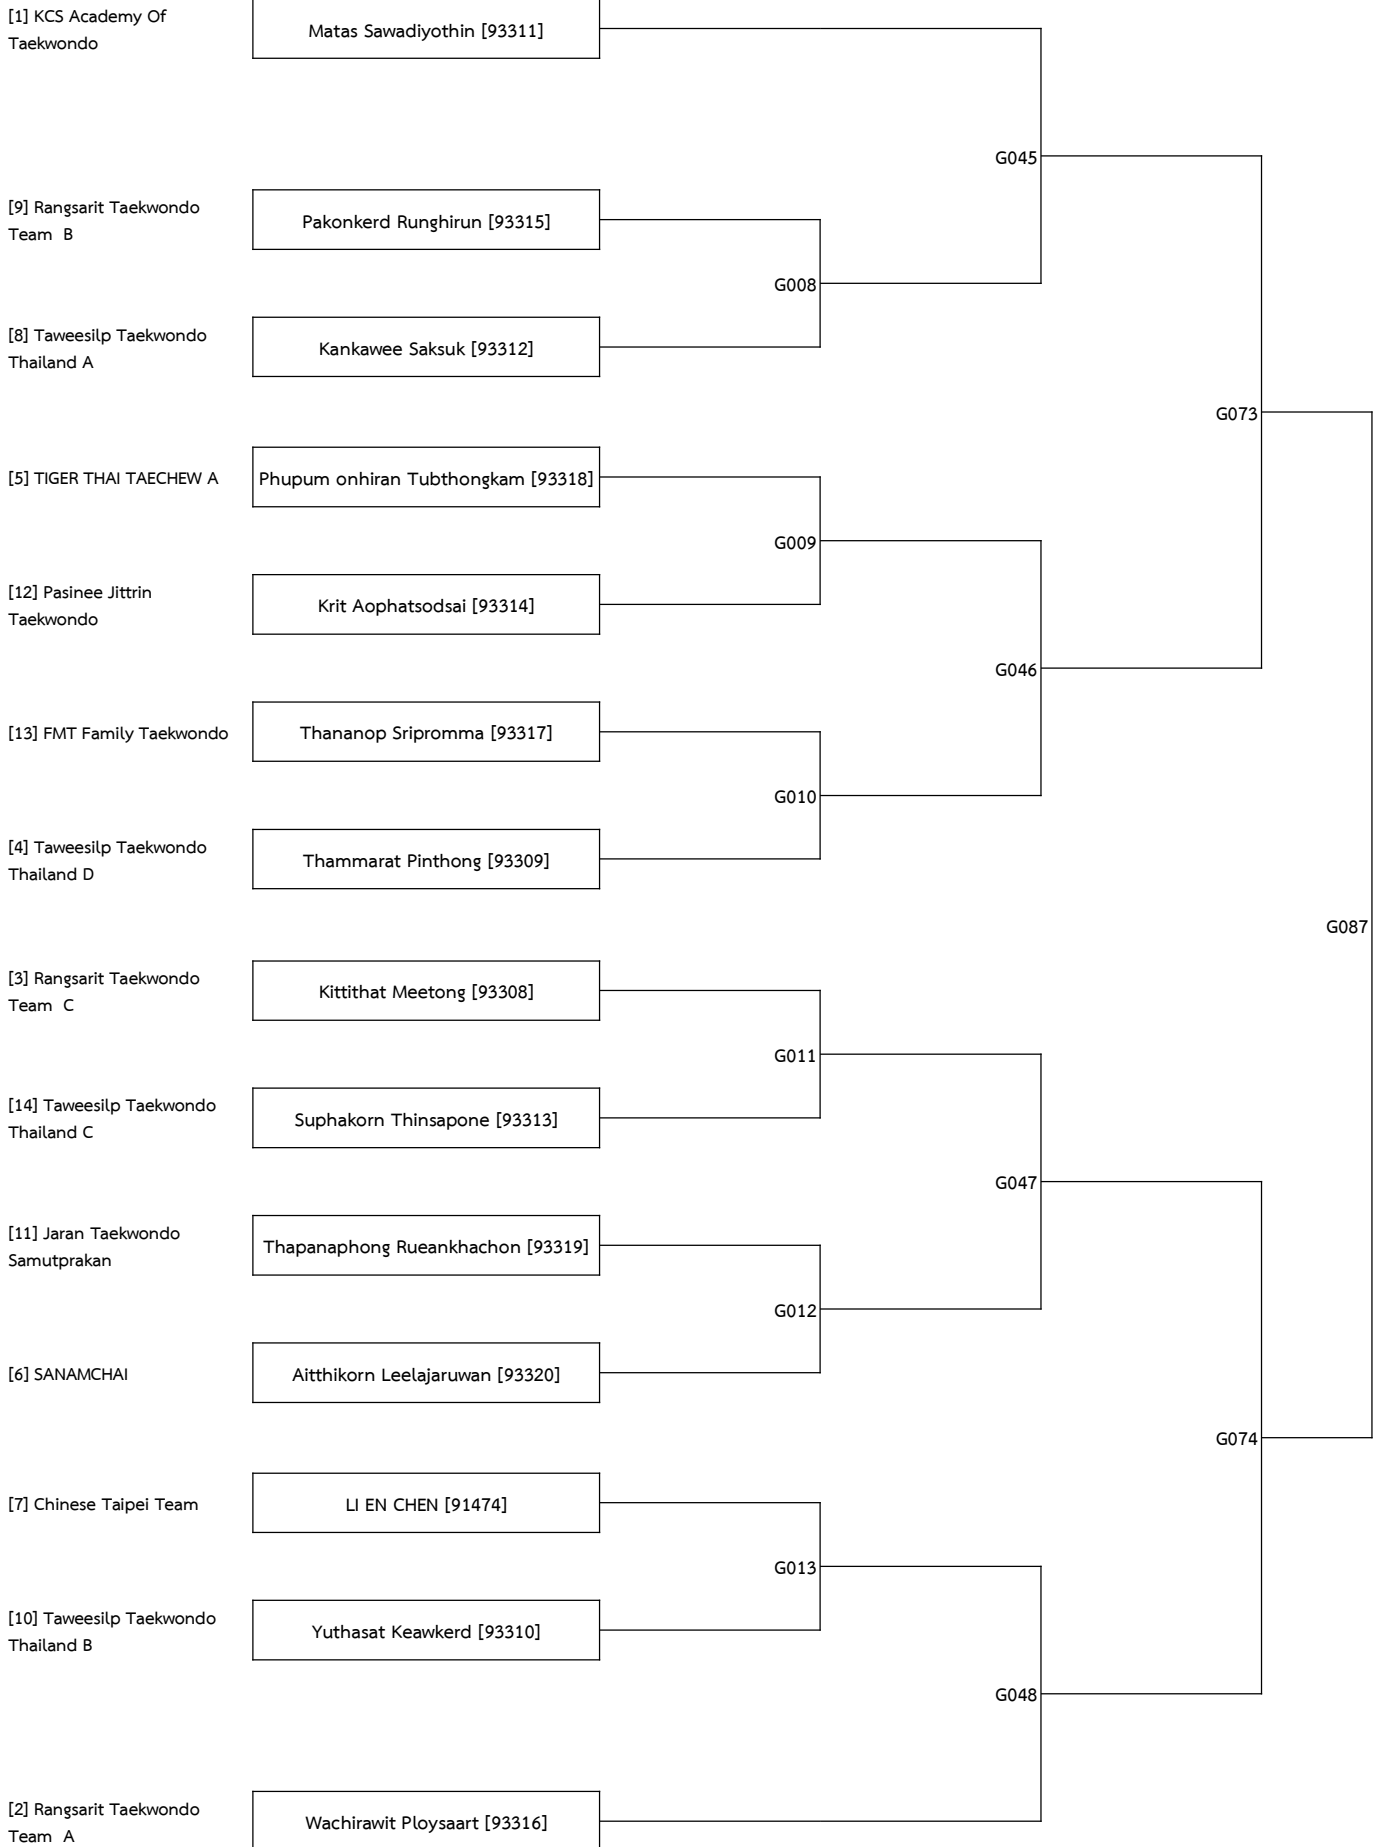 [1] KCS Academy Of
Taekwondo
Matas Sawadiyothin [93311]
G045
[9] Rangsarit Taekwondo
Team B
Pakonkerd Runghirun [93315]
G008
[8] Taweesilp Taekwondo
Thailand A
Kankawee Saksuk [93312]
G073
[5] TIGER THAI TAECHEW A
Phupum onhiran Tubthongkam [93318]
G009
[12] Pasinee Jittrin
Taekwondo
Krit Aophatsodsai [93314]
G046
[13] FMT Family Taekwondo
Thananop Sripromma [93317]
G010
[4] Taweesilp Taekwondo
Thailand D
Thammarat Pinthong [93309]
G087
[3] Rangsarit Taekwondo
Team C
Kittithat Meetong [93308]
G011
[14] Taweesilp Taekwondo
Thailand C
Suphakorn Thinsapone [93313]
G047
[11] Jaran Taekwondo
Samutprakan
Thapanaphong Rueankhachon [93319]
G012
[6] SANAMCHAI
Aitthikorn Leelajaruwan [93320]
G074
[7] Chinese Taipei Team
LI EN CHEN [91474]
G013
[10] Taweesilp Taekwondo
Thailand B
Yuthasat Keawkerd [93310]
G048
[2] Rangsarit Taekwondo
Team A
Wachirawit Ploysaart [93316]